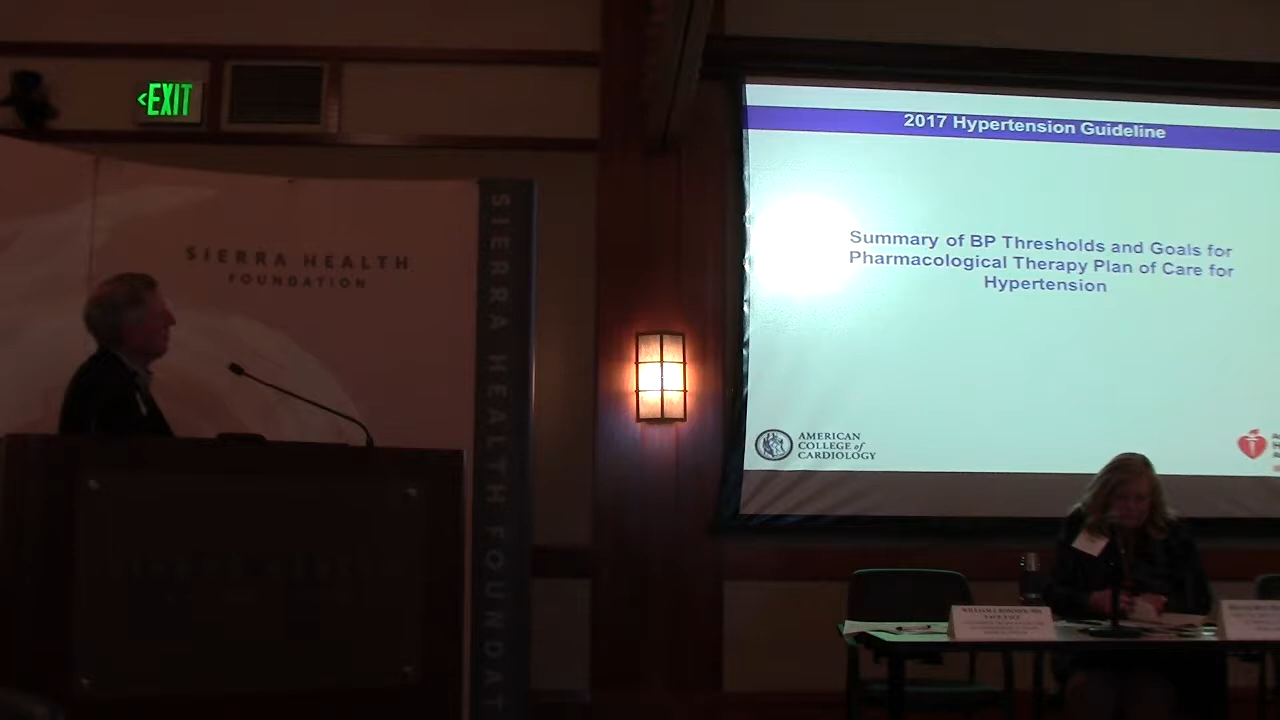 <EXIT
SIERRA HEALTH
FOUNDATION
SIERRA HEALTH FOUNDAT
2017 Hypertension Guideline
Summary of BP Thresholds and Goals for
Pharmacological Therapy Plan of Care for
Hypertension
AMERICAN
COLLEGE of
CARDIOLOGY